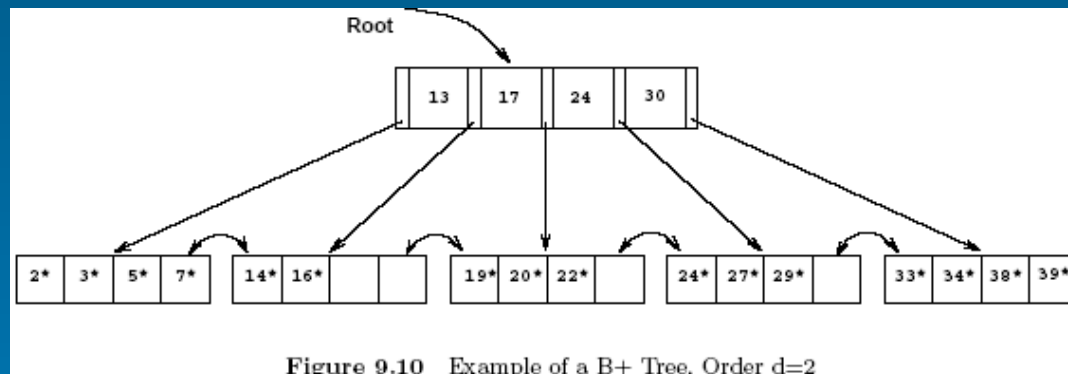 Root
13 17 24 30
2* 3* 5* 7* 14* 16* 19* 20* 22* 24* 27* 29* 33* 34* 38* 39*
Figure 9.10 Example of a B+ Tree, Order d=2